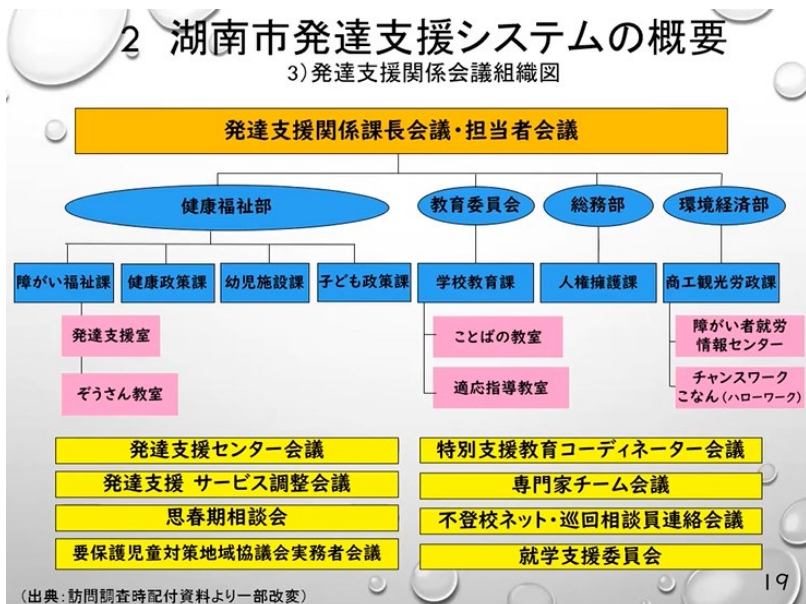 2 湖南市発達支援システムの概要
3)発達支援関係会議組織図
発達支援関係課長会議・担当者会議
健康福祉部
教育委員会
総務部
環境経済部
障がい福祉課
健康政策課
幼児施設課
子ども政策課
学校教育課
人権擁護課
商工観光労政課
発達支援室
ぞうさん教室
ことばの教室
適応指導教室
障がい者就労
情報センター
チャンスワーク
こなん(ハローワーク)
発達支援センター会議
発達支援 サービス調整会議
思春期相談会
要保護児童対策地域協議会実務者会議
特別支援教育コーディネーター会議
専門家チーム会議
不登校ネット・巡回相談員連絡会議
就学支援委員会
(出典:訪問調査時配付資料より一部改変)
19